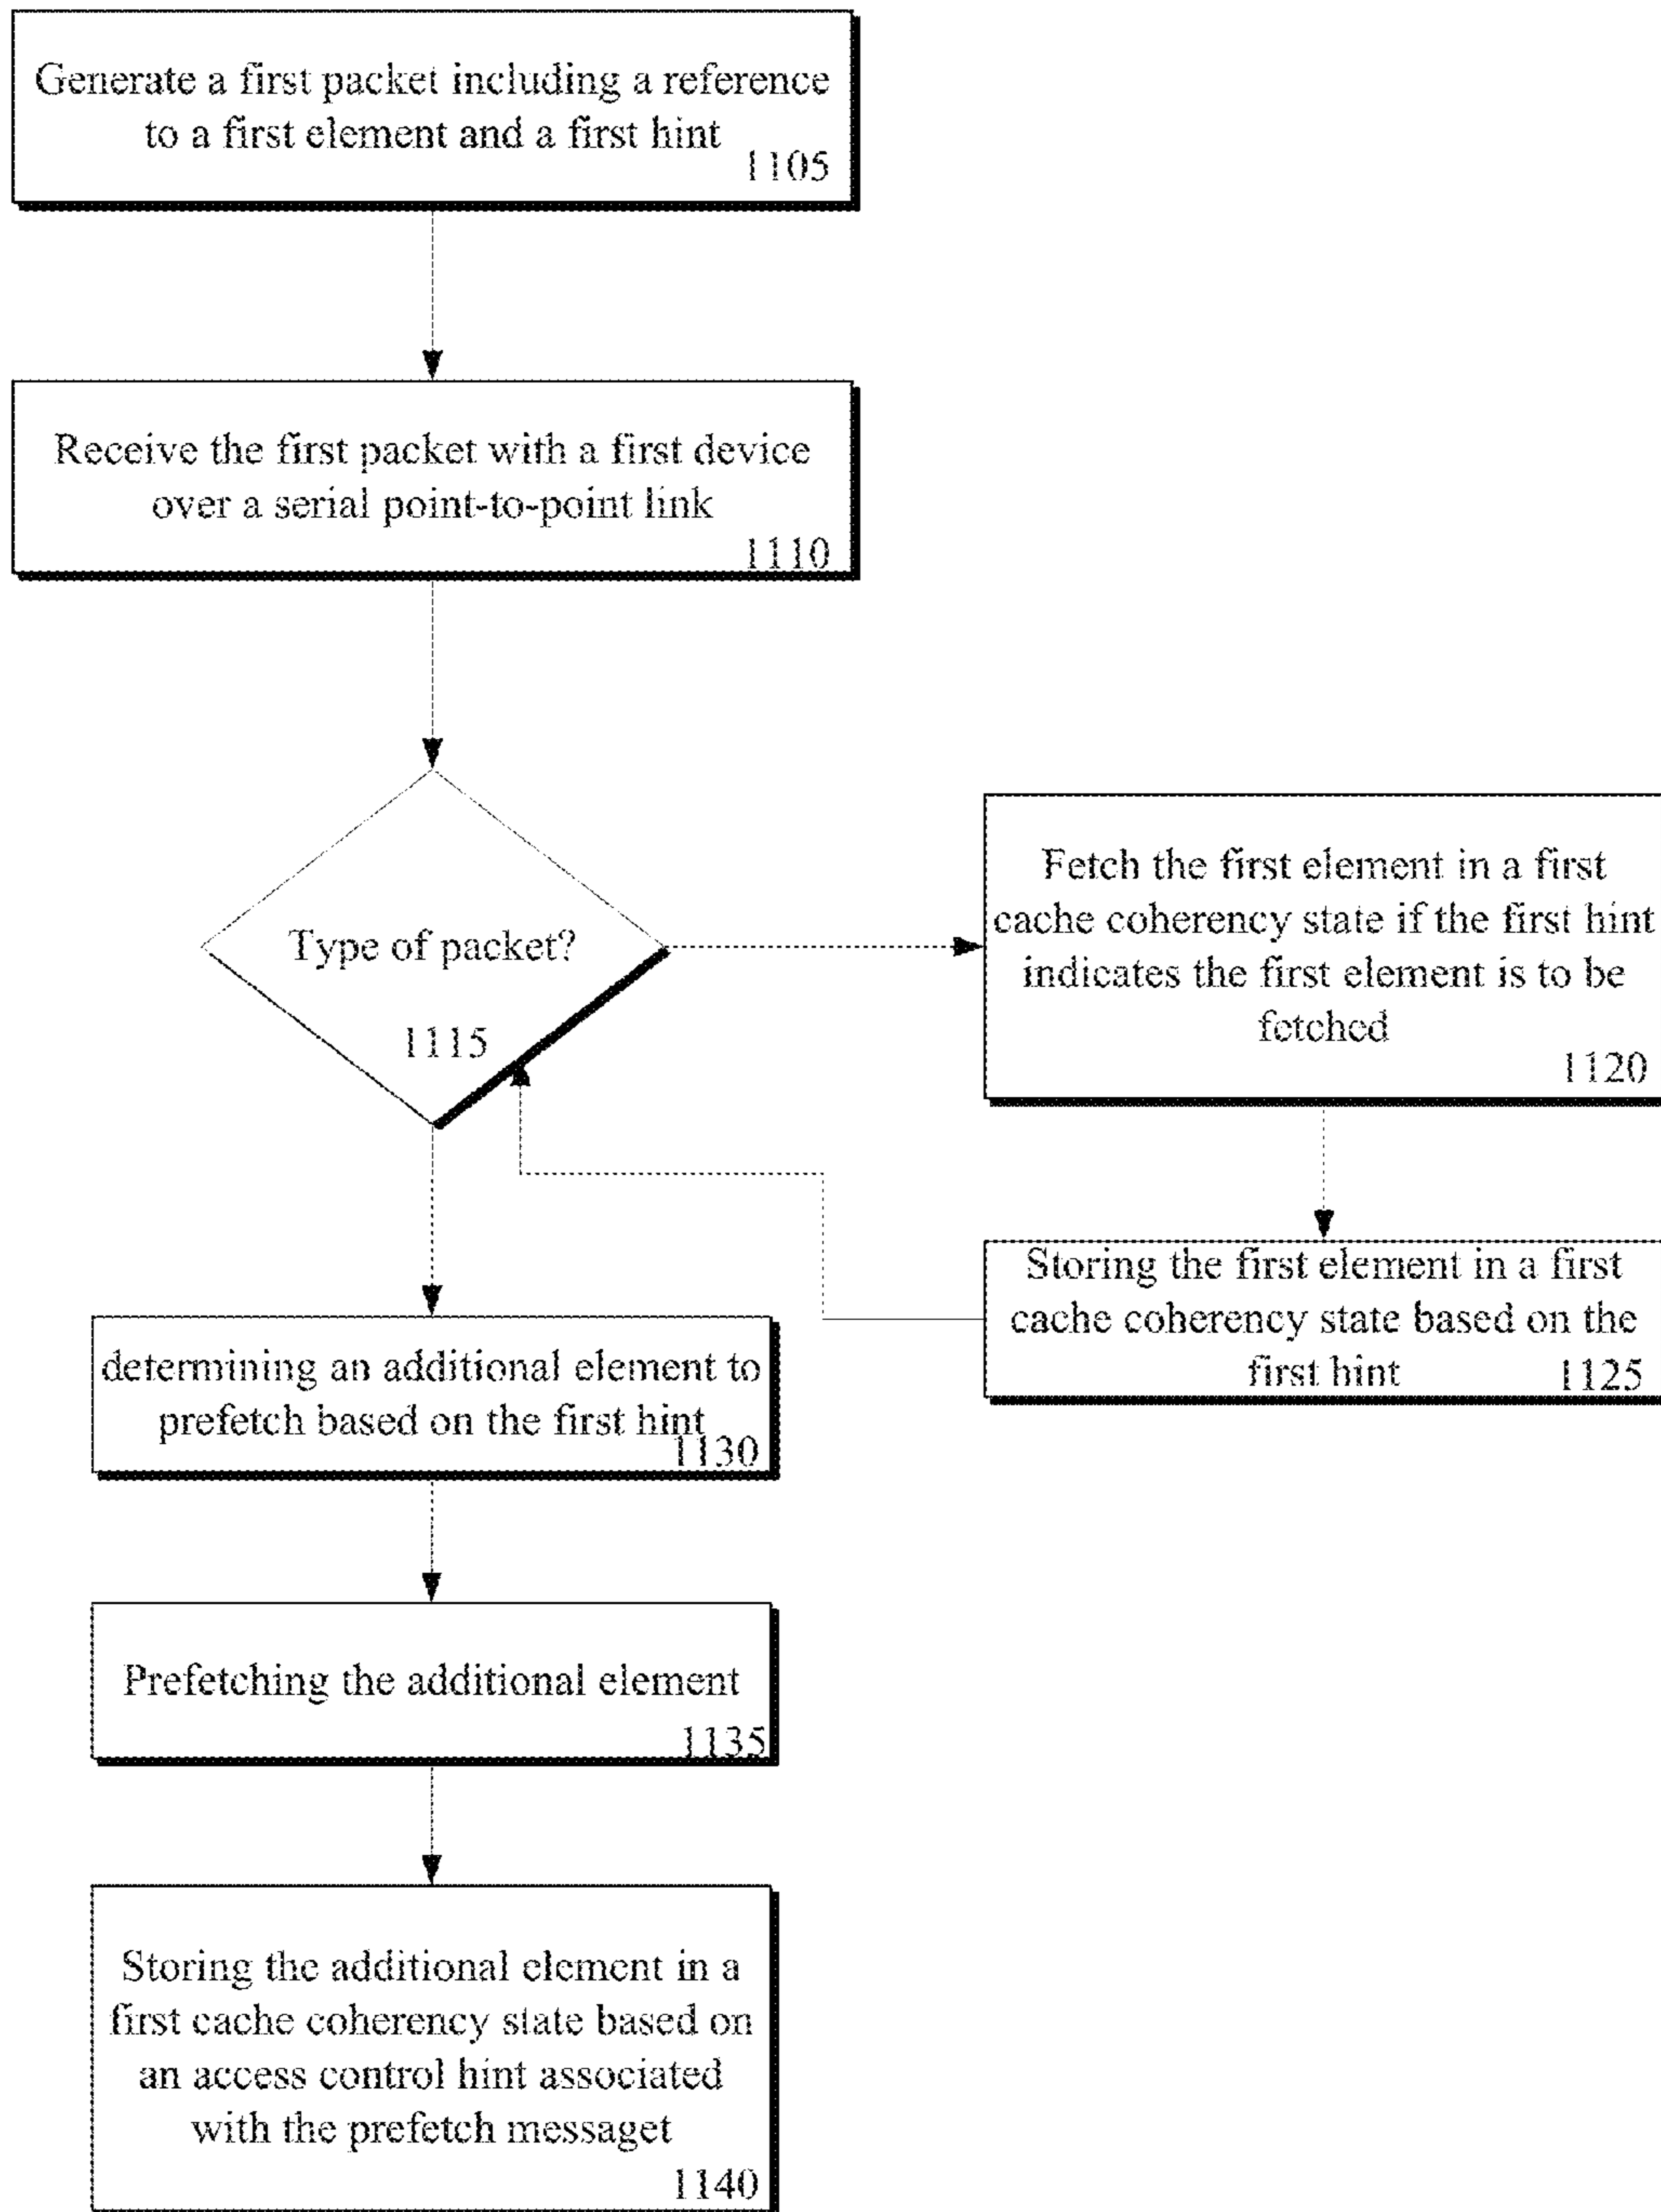 Generate a first packet including a reference
to a first element and a first hint
1105
Receive the first packet with a first device
over a serial point-to-point link
1110
Type of packet?
1115
Fetch the first element in a first
cache coherency state if the first hint
indicates the first element is to be
fetched
1120
Storing the first element in a first
cache coherency state based on the
first hint
1125
determining an additional element to
prefetch based on the first hint
1130
Prefetching the additional element
1135
Storing the additional element in a
first cache coherency state based on
an access control hint associated
with the prefetch messaget
1140